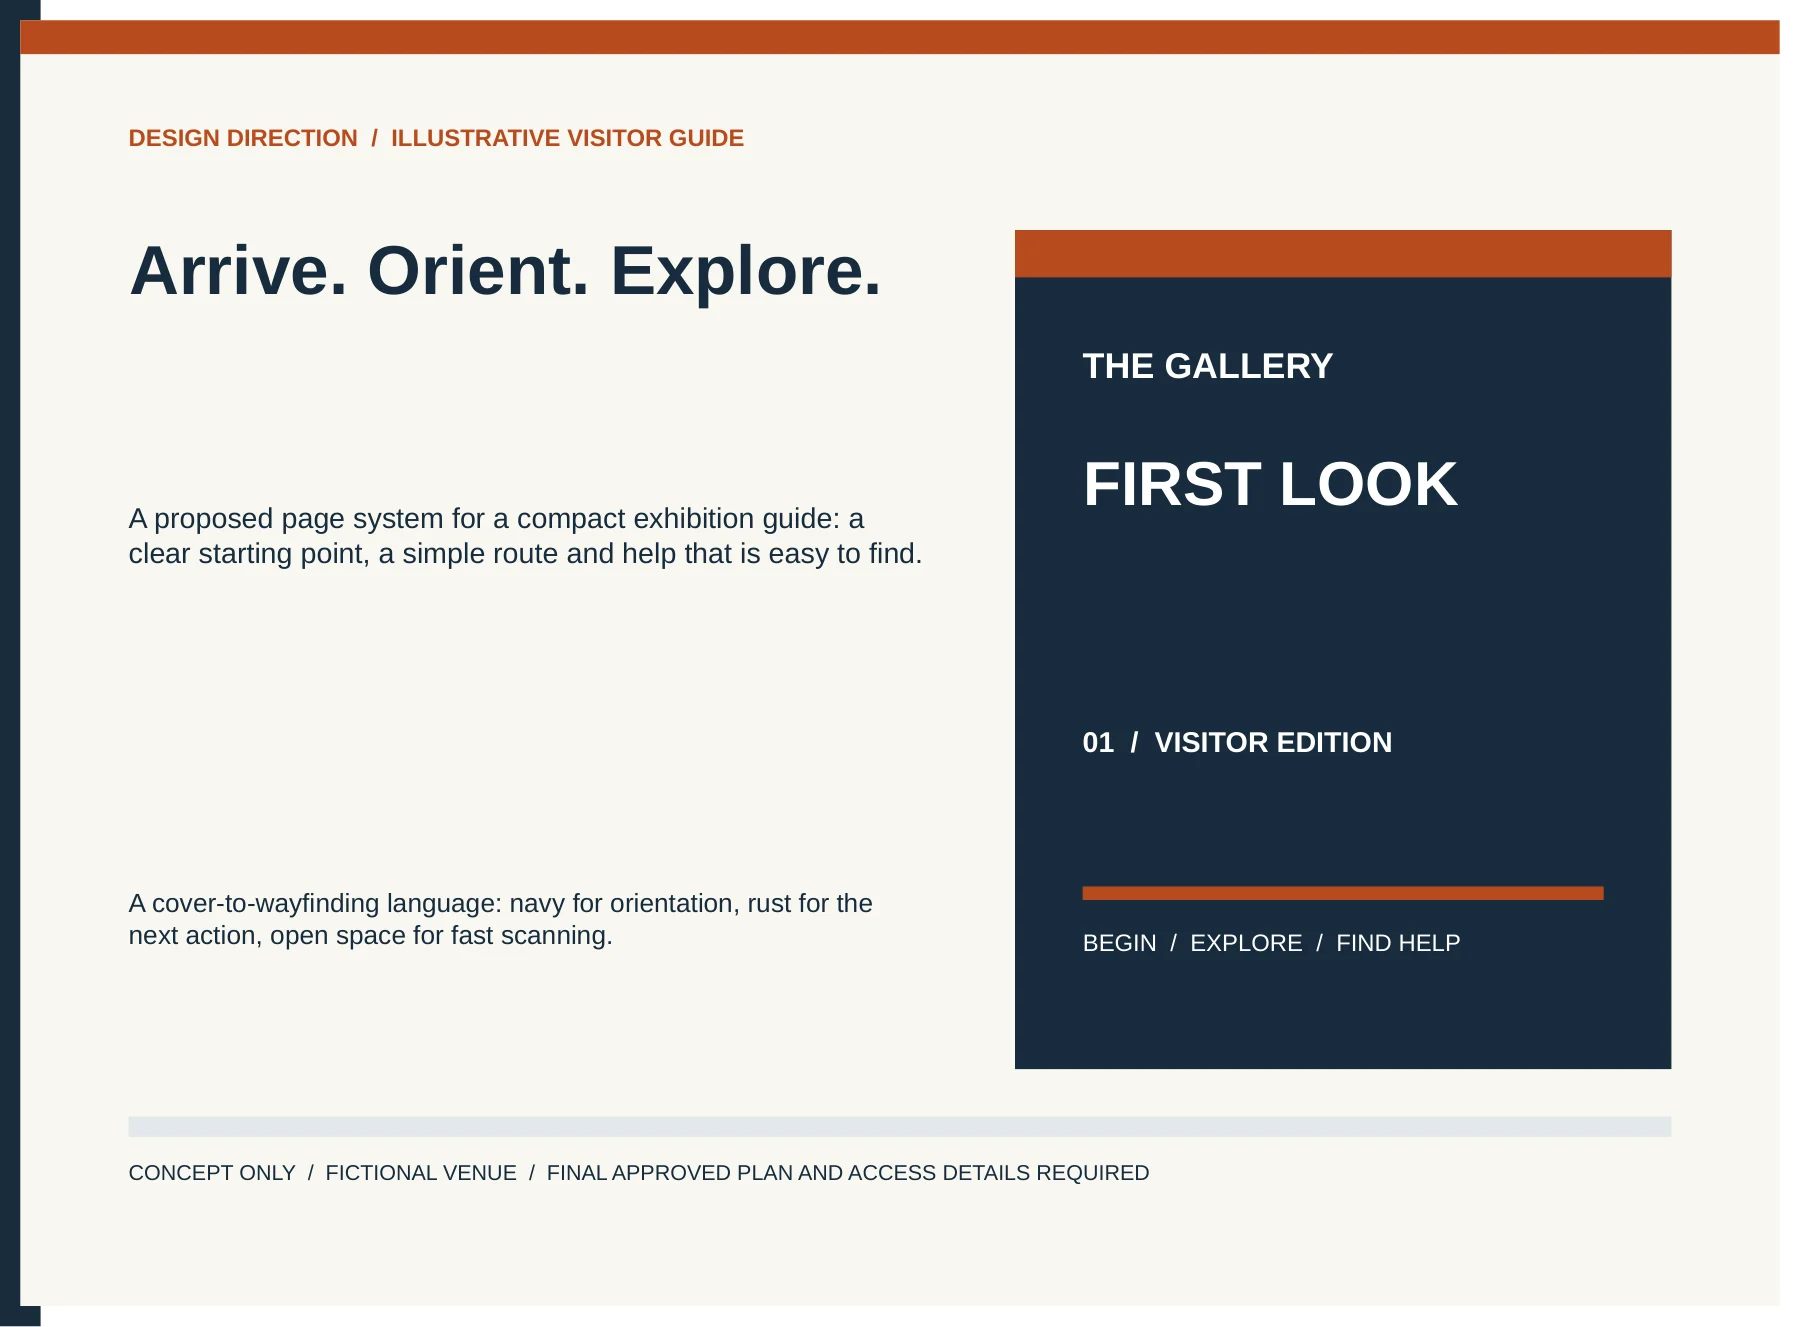 DESIGN DIRECTION / ILLUSTRATIVE VISITOR GUIDE
Arrive. Orient. Explore.
A proposed page system for a compact exhibition guide: a
clear starting point, a simple route and help that is easy to find.
A cover-to-wayfinding language: navy for orientation, rust for the
next action, open space for fast scanning.
THE GALLERY
FIRST LOOK
01 / VISITOR EDITION
BEGIN / EXPLORE / FIND HELP
CONCEPT ONLY / FICTIONAL VENUE / FINAL APPROVED PLAN AND ACCESS DETAILS REQUIRED